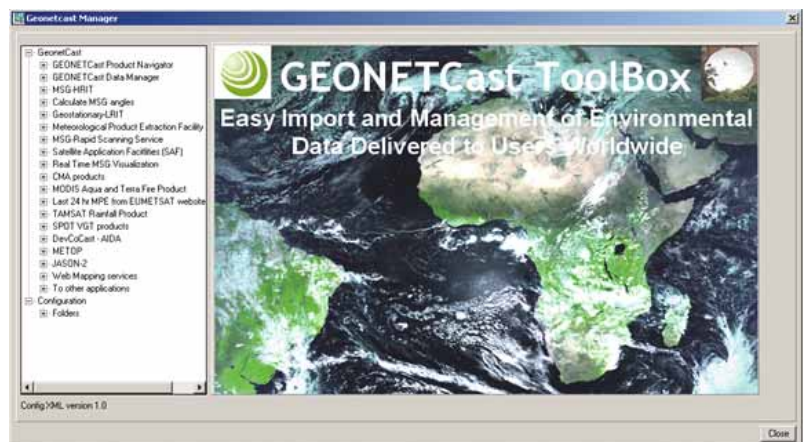 Geonetcast Manager
GeonetCast
GEONETCast Product Navigator
GEONETCast Data Manager
MSG-HRIT
Calculate MSG angles
Geostationary-LRIT
Meteorological Product Extraction Facility
MSG-Rapid Scanning Service
Satellite Application Facitlities (SAF)
Real Time MSG Visualization
CMA products
MODIS Aqua and Terra Fire Product
Last 24 hr MPE from EUMETSAT website
TAMSAT Rainfall Product
SPOT VGT products
DevCoCast - AIDA
METOP
JASON-2
Web Mapping services
To other applications
Configuration
Folders
GEONETCast ToolBox
Easy Import and Management of Environmental
Data Delivered to Users Worldwide
Config XML version 1.0
Close